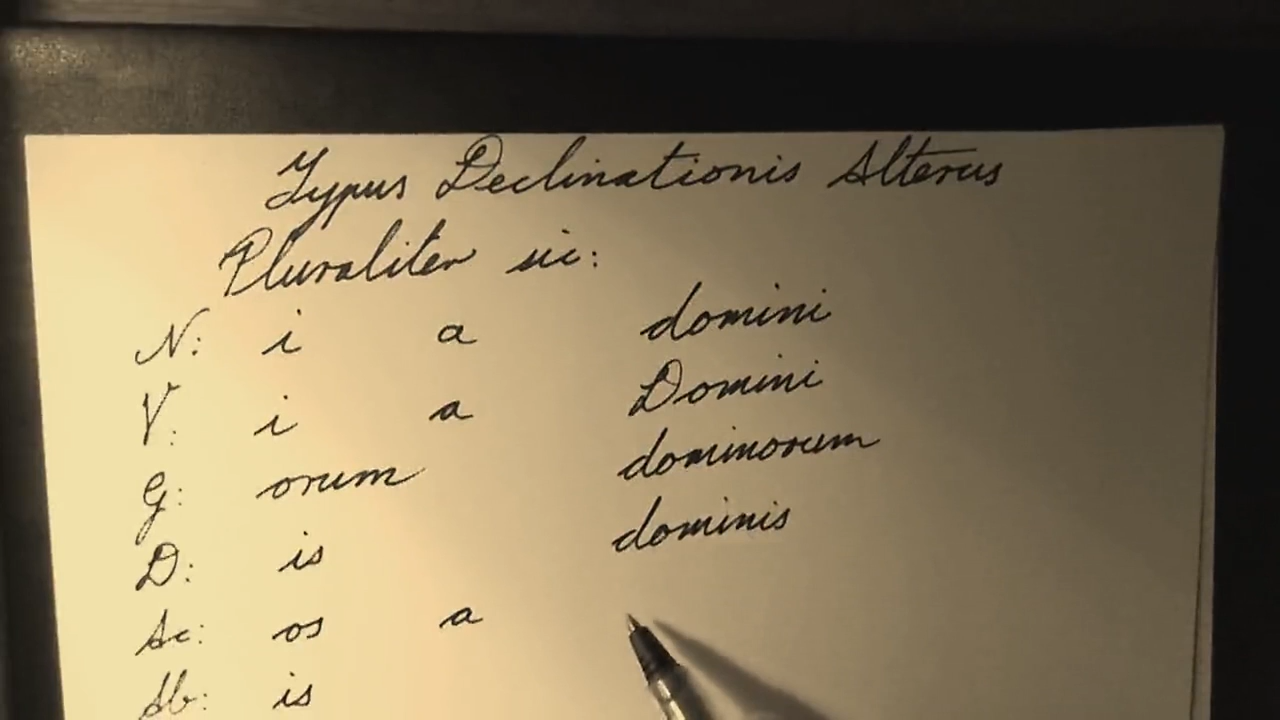 Typus Declinationis Alterus
Pluraliter sic:
N: i a domini
V: i a Domini
G: orum dominorum
D: is dominis
Ac: os a
Ab: is